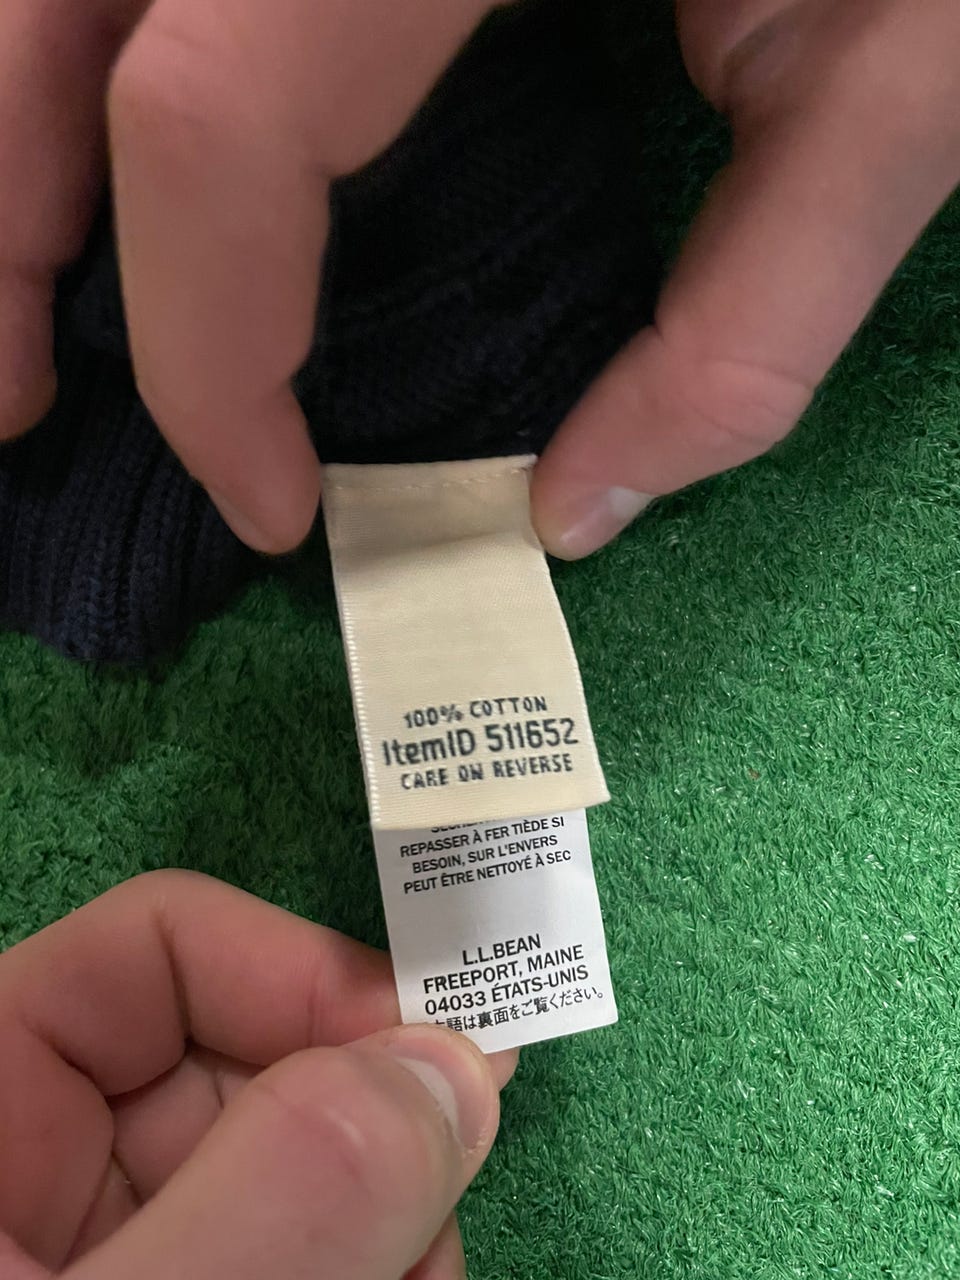 100% COTTON
ItemID 511652
CARE ON REVERSE
REPASSER À FER TIÈDE SI
BESOIN, SUR L'ENVERS
PEUT ÊTRE NETTOYÉ À SEC
L.L.BEAN
FREEPORT, MAINE
04033 ÉTATS-UNIS
語は裏面をご覧ください。